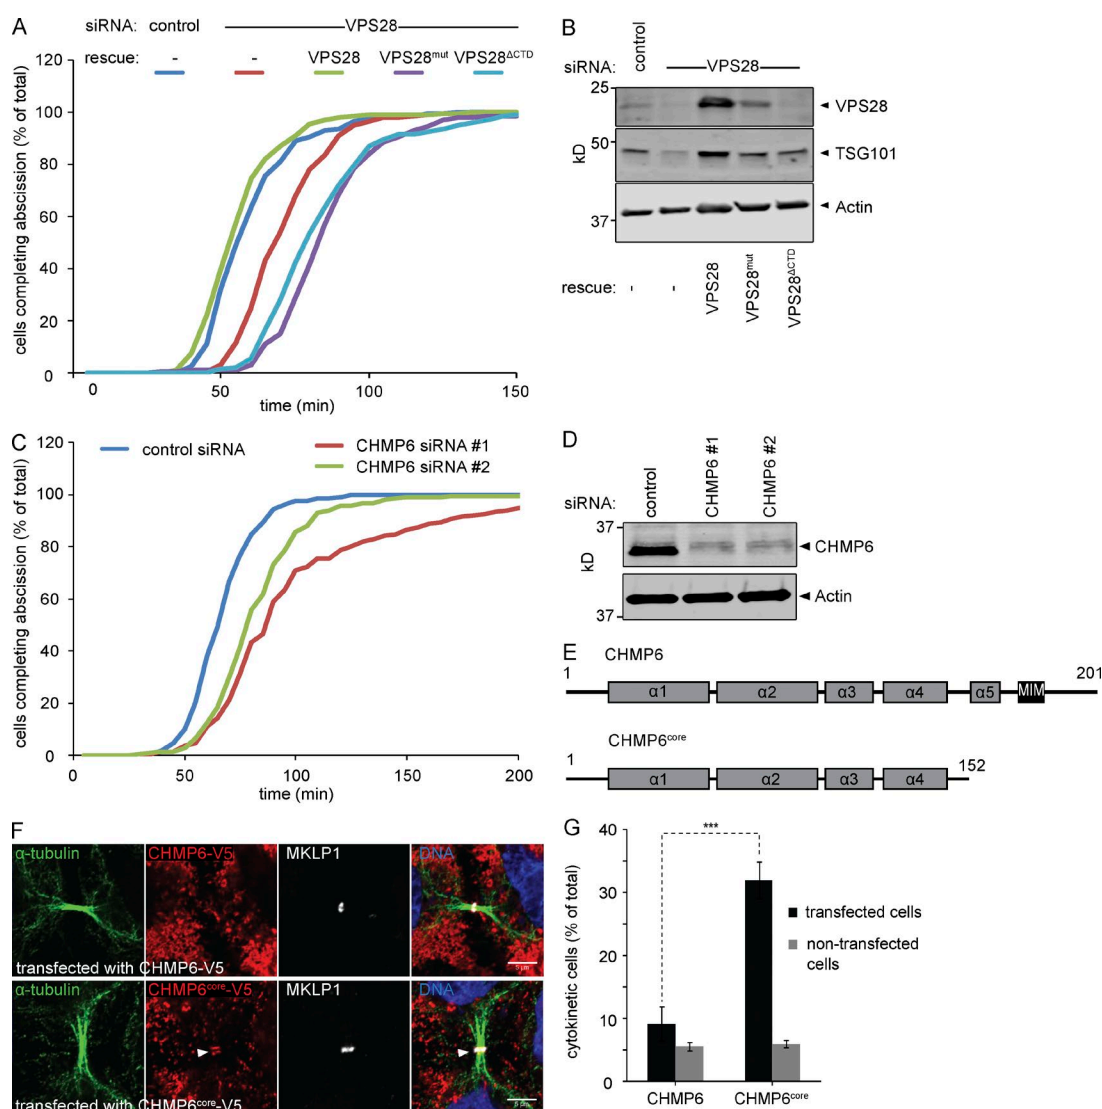 A
siRNA: control VPS28
rescue: - - VPS28 VPS28mut VPS28ΔCTD
cells completing abscission (% of total)
120
100
80
60
40
20
0
0 50 100 150
time (min)
B
control
siRNA: VPS28
25
50
37
kD
VPS28
TSG101
Actin
rescue: - - VPS28 VPS28mut VPS28ΔCTD
C
control siRNA
CHMP6 siRNA #1
CHMP6 siRNA #2
cells completing abscission (% of total)
120
100
80
60
40
20
0
0 50 100 150 200
time (min)
D
siRNA: control CHMP6 #1 CHMP6 #2
37
kD
37
CHMP6
Actin
E
CHMP6
1 201
α1 α2 α3 α4 α5 MIM
CHMP6core
1 152
α1 α2 α3 α4
F
α-tubulin CHMP6-V5 MKLP1 DNA
transfected with CHMP6-V5
5 µm
α-tubulin CHMP6core-V5 MKLP1 DNA
transfected with CHMP6core-V5
5 µm
G
cytokinetic cells (% of total)
40
30
20
10
0
***
transfected cells
non-transfected
cells
CHMP6 CHMP6core